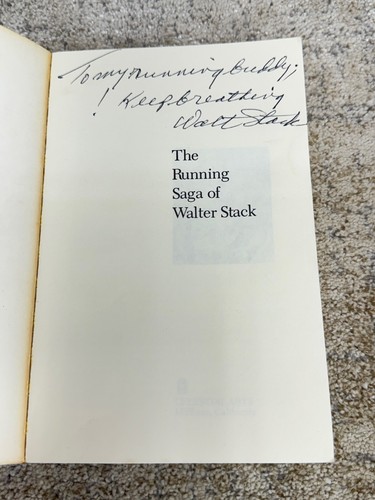 To my running buddy;
! Keep breathing
Walt Stack
The
Running
Saga of
Walter Stack